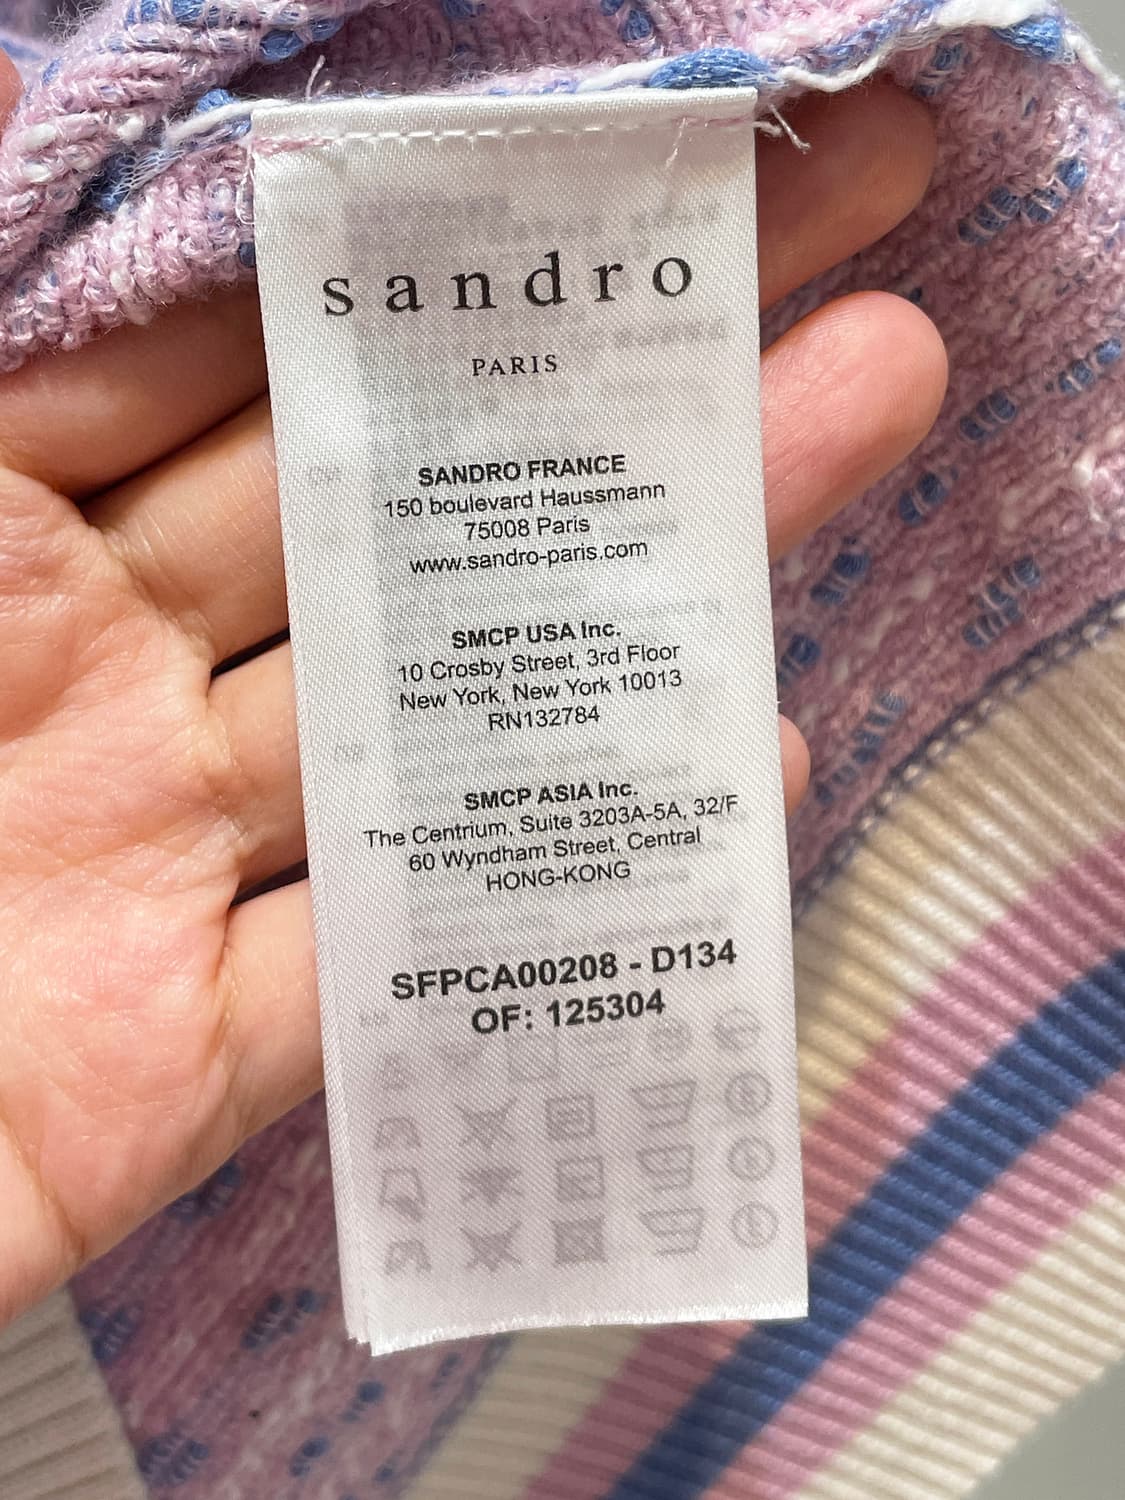 sandro
PARIS
SANDRO FRANCE
150 boulevard Haussmann
75008 Paris
www.sandro-paris.com
SMCP USA Inc.
10 Crosby Street, 3rd Floor
New York, New York 10013
RN132784
SMCP ASIA Inc.
The Centrium, Suite 3203A-5A, 32/F
60 Wyndham Street, Central
HONG-KONG
SFPCA00208 - D134
OF: 125304